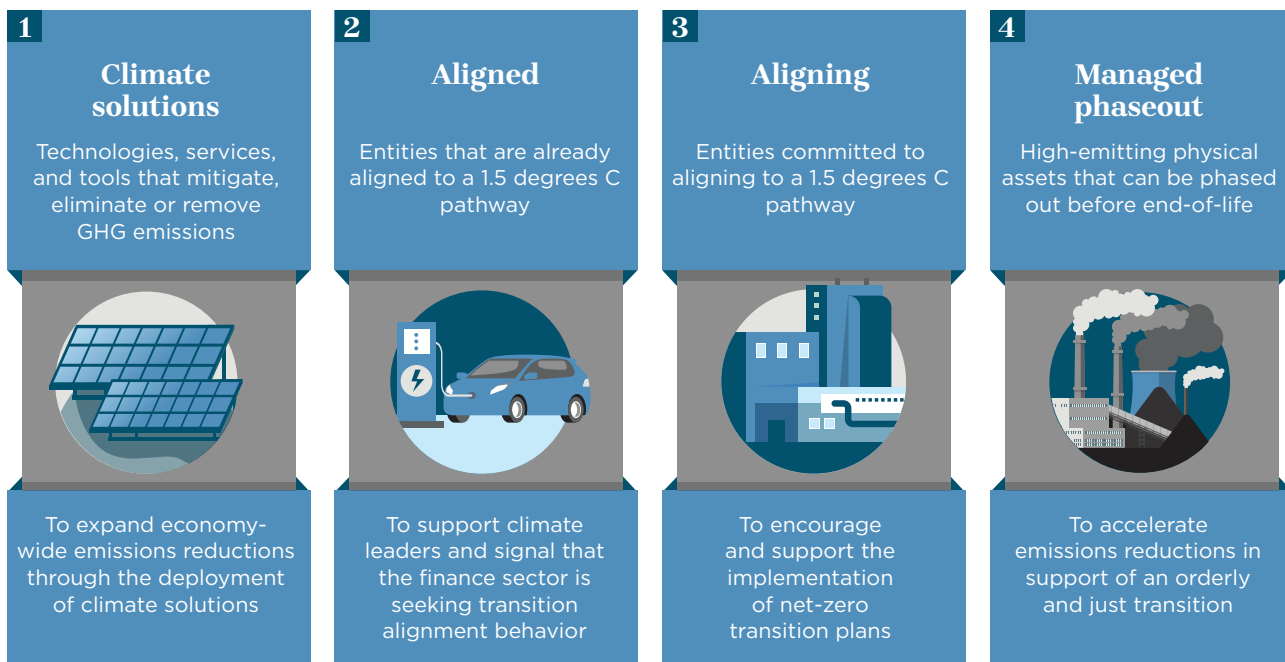 1
Climate
solutions
Technologies, services,
and tools that mitigate,
eliminate or remove
GHG emissions
To expand economy-
wide emissions reductions
through the deployment
of climate solutions
2
Aligned
Entities that are already
aligned to a 1.5 degrees C
pathway
To support climate
leaders and signal that
the finance sector is
seeking transition
alignment behavior
3
Aligning
Entities committed to
aligning to a 1.5 degrees C
pathway
To encourage
and support the
implementation
of net-zero
transition plans
4
Managed
phaseout
High-emitting physical
assets that can be phased
out before end-of-life
To accelerate
emissions reductions in
support of an orderly
and just transition